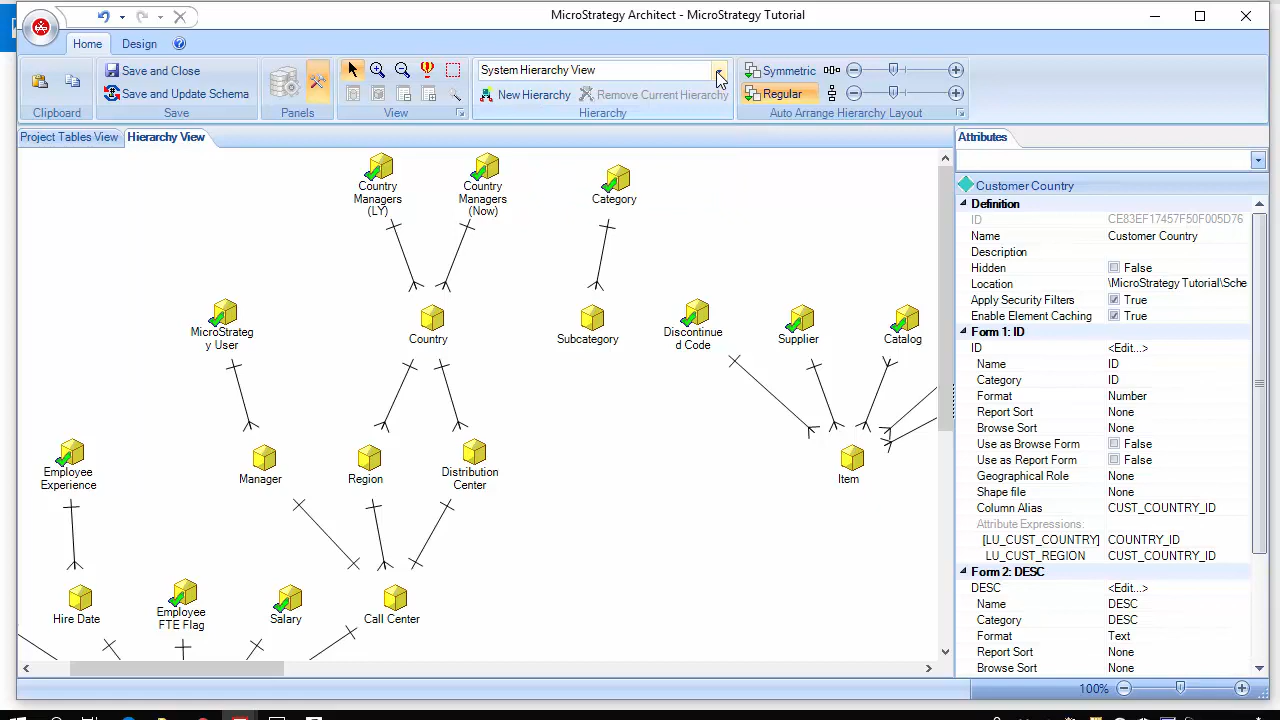 MicroStrategy Architect - MicroStrategy Tutorial
Home
Design
Save and Close
Save and Update Schema
Clipboard
Save
Panels
View
System Hierarchy View
New Hierarchy
Remove Current Hierarchy
Hierarchy
Symmetric
Regular
Auto Arrange Hierarchy Layout
Project Tables View
Hierarchy View
Country
Managers
(LY)
Country
Managers
(Now)
Category
MicroStrateg
y User
Country
Subcategory
Discontinue
d Code
Supplier
Catalog
Employee
Experience
Manager
Region
Distribution
Center
Item
Hire Date
Employee
FTE Flag
Salary
Call Center
Attributes
Customer Country
Definition
ID CE83EF17457F50F005D76
Name Customer Country
Description
Hidden False
Location \MicroStrategy Tutorial\Sche
Apply Security Filters True
Enable Element Caching True
Form 1: ID
ID <Edit...>
Name ID
Category ID
Format Number
Report Sort None
Browse Sort None
Use as Browse Form False
Use as Report Form False
Geographical Role None
Shape file None
Column Alias CUST_COUNTRY_ID
Attribute Expressions:
[LU_CUST_COUNTRY] COUNTRY_ID
LU_CUST_REGION CUST_COUNTRY_ID
Form 2: DESC
DESC <Edit...>
Name DESC
Category DESC
Format Text
Report Sort None
Browse Sort None
100%